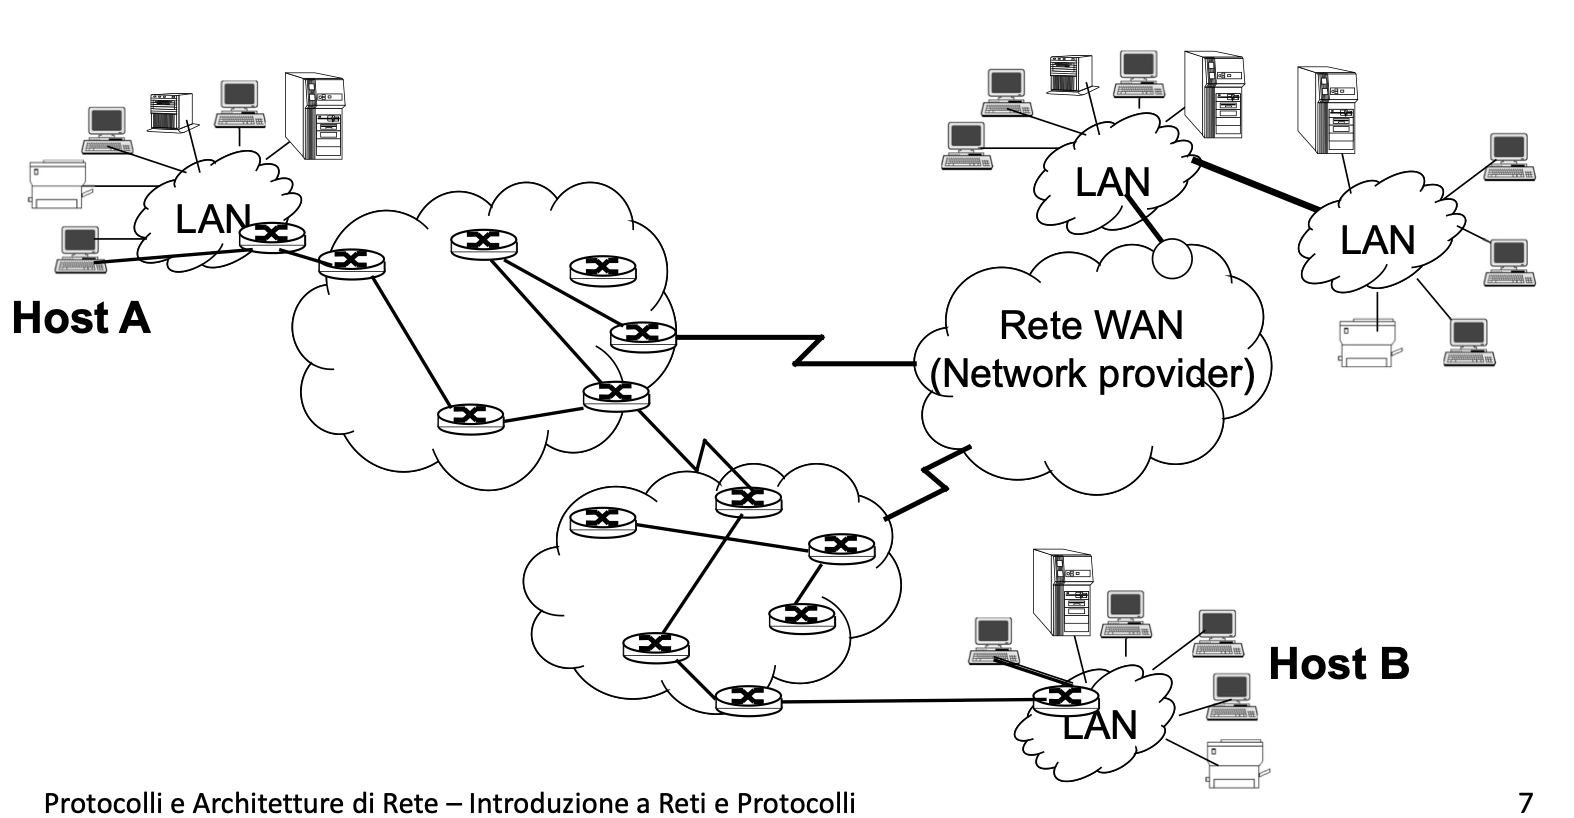 LAN
LAN
LAN
Host A
Rete WAN
(Network provider)
Host B
LAN
Protocolli e Architetture di Rete – Introduzione a Reti e Protocolli
7